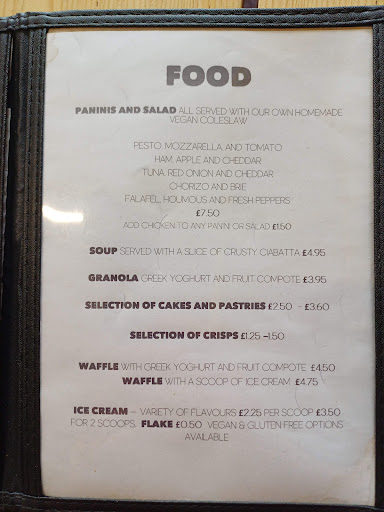 FOOD
PANINIS AND SALAD ALL SERVED WITH OUR OWN HOMEMADE
VEGAN COLESLAW
PESTO, MOZZARELLA, AND TOMATO
HAM, APPLE AND CHEDDAR
TUNA, RED ONION AND CHEDDAR
CHORIZO AND BRIE
FALAFEL, HOUMOUS AND FRESH PEPPERS
£7.50
ADD CHICKEN TO ANY PANINI OR SALAD £1.50
SOUP SERVED WITH A SLICE OF CRUSTY CIABATTA £4.95
GRANOLA GREEK YOGHURT AND FRUIT COMPOTE £3.95
SELECTION OF CAKES AND PASTRIES £2.50 - £3.60
SELECTION OF CRISPS £1.25 –1.50
WAFFLE WITH GREEK YOGHURT AND FRUIT COMPOTE £4.50
WAFFLE WITH A SCOOP OF ICE CREAM £4.75
ICE CREAM – VARIETY OF FLAVOURS £2.25 PER SCOOP £3.50
FOR 2 SCOOPS. FLAKE £0.50 VEGAN & GLUTEN FREE OPTIONS
AVAILABLE